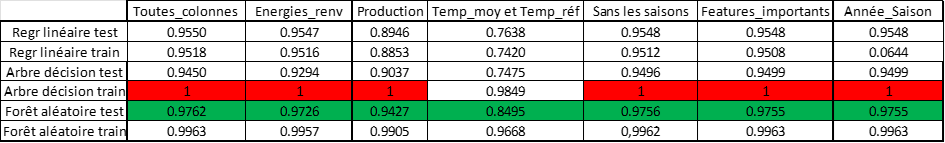 Toutes_colonnes Energies_renv Production Temp_moy et Temp_réf Sans les saisons Features_importants Année_Saison
Regr linéaire test 0.9550 0.9547 0.8946 0.7638 0.9548 0.9548 0.9548
Regr linéaire train 0.9518 0.9516 0.8853 0.7420 0.9512 0.9508 0.0644
Arbre décision test 0.9450 0.9294 0.9037 0.7475 0.9496 0.9499 0.9499
Arbre décision train 1 1 1 0.9849 1 1 1
Forêt aléatoire test 0.9762 0.9726 0.9427 0.8495 0.9756 0.9755 0.9755
Forêt aléatoire train 0.9963 0.9957 0.9905 0.9668 0,9962 0.9963 0.9963